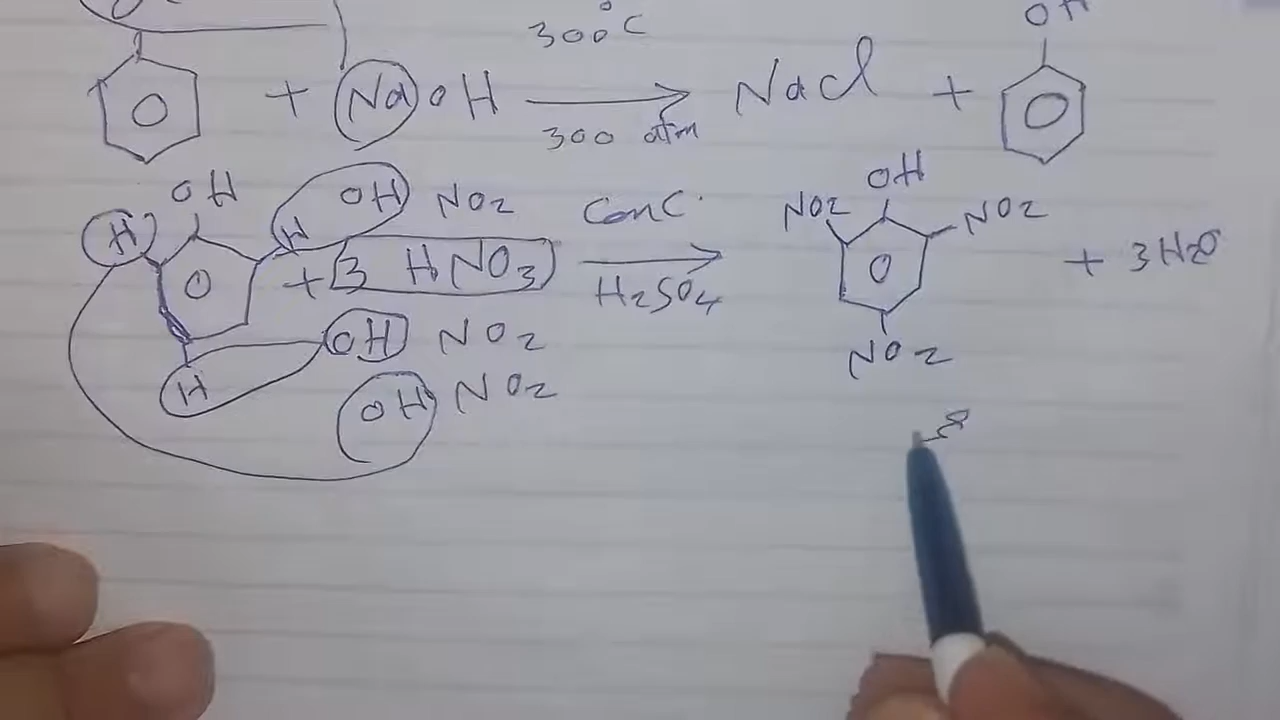 300°C
OH
+ NaOH → NaCl +
300 atm
OH OH NO2 Conc. OH
H H NO2 NO2
+ 3 HNO3 → + 3H2O
H2SO4
OH NO2 NO2
H OH NO2